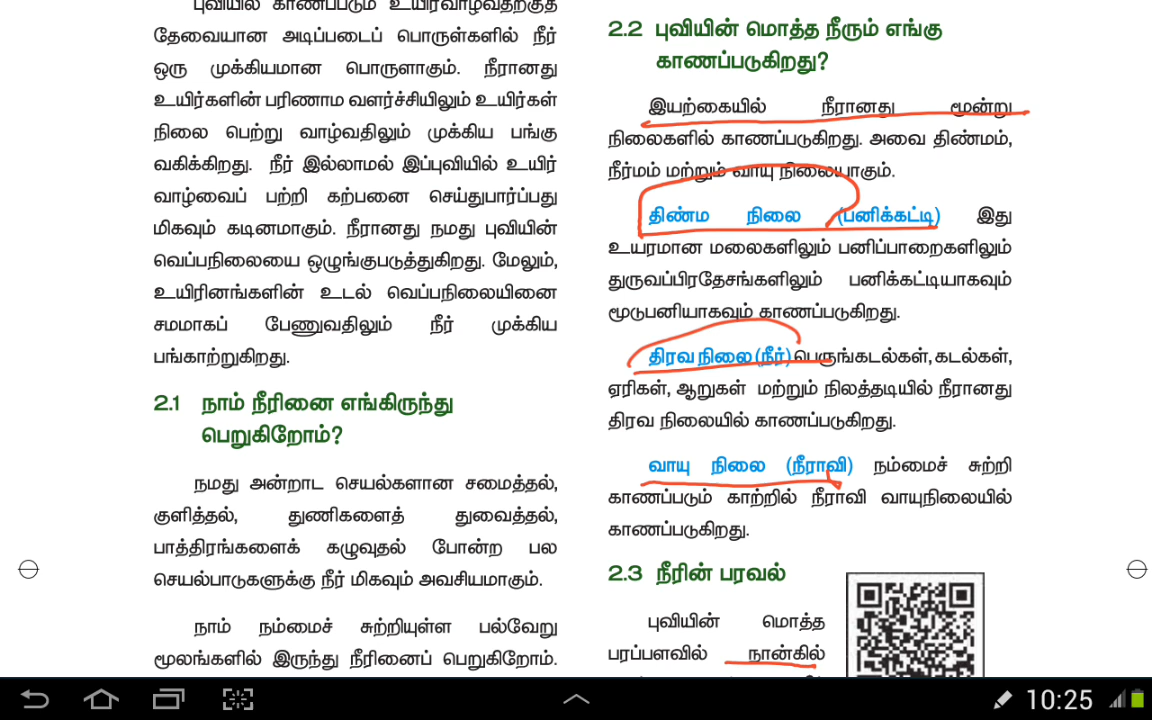 புவியில் காணப்படும் உயிர்வாழ்வதற்குத்
தேவையான அடிப்படைப் பொருள்களில் நீர்
ஒரு முக்கியமான பொருளாகும். நீரானது
உயிர்களின் பரிணாம வளர்ச்சியிலும் உயிர்கள்
நிலை பெற்று வாழ்வதிலும் முக்கிய பங்கு
வகிக்கிறது. நீர் இல்லாமல் இப்புவியில் உயிர்
வாழ்வைப் பற்றி கற்பனை செய்துபார்ப்பது
மிகவும் கடினமாகும். நீரானது நமது புவியின்
வெப்பநிலையை ஒழுங்குபடுத்துகிறது. மேலும்,
உயிரினங்களின் உடல் வெப்பநிலையினை
சமமாகப் பேணுவதிலும் நீர் முக்கிய
பங்காற்றுகிறது.
2.1 நாம் நீரினை எங்கிருந்து
பெறுகிறோம்?
நமது அன்றாட செயல்களான சமைத்தல்,
குளித்தல், துணிகளைத் துவைத்தல்,
பாத்திரங்களைக் கழுவுதல் போன்ற பல
செயல்பாடுகளுக்கு நீர் மிகவும் அவசியமாகும்.
நாம் நம்மைச் சுற்றியுள்ள பல்வேறு
மூலங்களில் இருந்து நீரினைப் பெறுகிறோம்.
2.2 புவியின் மொத்த நீரும் எங்கு
காணப்படுகிறது?
இயற்கையில் நீரானது மூன்று
நிலைகளில் காணப்படுகிறது. அவை திண்மம்,
நீர்மம் மற்றும் வாயு நிலையாகும்.
திண்ம நிலை (பனிக்கட்டி) இது
உயரமான மலைகளிலும் பனிப்பாறைகளிலும்
துருவப்பிரதேசங்களிலும் பனிக்கட்டியாகவும்
மூடுபனியாகவும் காணப்படுகிறது.
திரவ நிலை (நீர்) பெருங்கடல்கள், கடல்கள்,
ஏரிகள், ஆறுகள் மற்றும் நிலத்தடியில் நீரானது
திரவ நிலையில் காணப்படுகிறது.
வாயு நிலை (நீராவி) நம்மைச் சுற்றி
காணப்படும் காற்றில் நீராவி வாயுநிலையில்
காணப்படுகிறது.
2.3 நீரின் பரவல்
புவியின் மொத்த
பரப்பளவில் நான்கில்
10:25